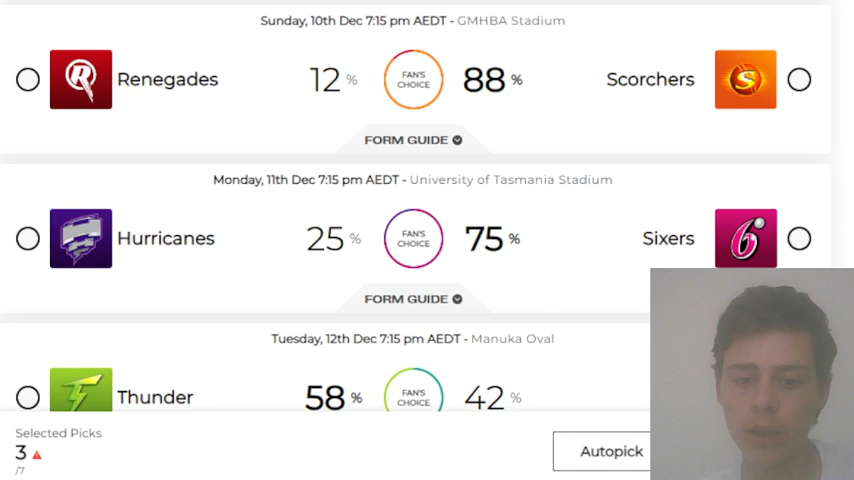 Sunday, 10th Dec 7:15 pm AEDT - GMHBA Stadium
Renegades 12 % FAN'S CHOICE 88 % Scorchers
FORM GUIDE
Monday, 11th Dec 7:15 pm AEDT - University of Tasmania Stadium
Hurricanes 25 % FAN'S CHOICE 75 % Sixers
FORM GUIDE
Tuesday, 12th Dec 7:15 pm AEDT - Manuka Oval
Thunder 58 % FAN'S CHOICE 42 %
Selected Picks
3
/7
Autopick